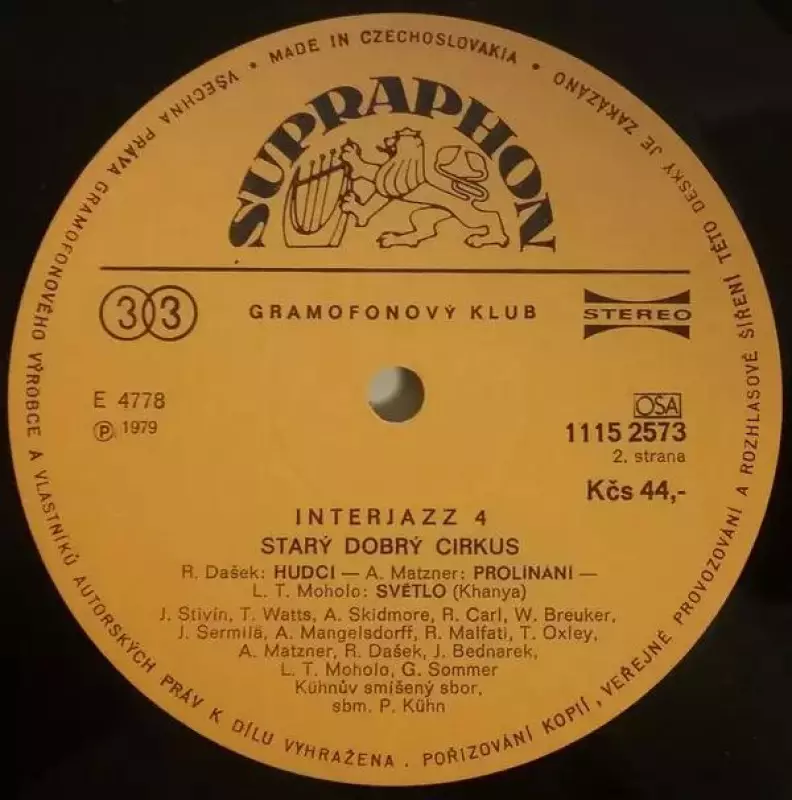 VŠECHNA PRÁVA GRAMOFONOVÉHO VÝROBCE A VLASTNÍKŮ AUTORSKÝCH PRÁV K DÍLU VYHRAŽENA . POŘIZOVÁNÍ KOPIÍ, VEŘEJNÉ PROVOZOVÁNÍ A ROZHLASOVÉ ŠÍŘENÍ TÉTO DESKY JE ZAKÁZÁNO
• MADE IN CZECHOSLOVAKIA •
SUPRAPHON
33 GRAMOFONOVÝ KLUB STEREO
E 4778
OSA
Ⓟ 1979
1115 2573
2. strana
Kčs 44,-
INTERJAZZ 4
STARÝ DOBRÝ CIRKUS
R. Dašek: HUDCI — A. Matzner: PROLÍNANI —
L. T. Moholo: SVĚTLO (Khanya)
J. Stivín, T. Watts, A. Skidmore, R. Carl, W. Breuker,
J. Sermilä, A. Mangelsdorff, R. Malfati, T. Oxley,
A. Matzner, R. Dašek, J. Bednarek,
L. T. Moholo, G. Sommer
Kühnův smíšený sbor,
sbm. P. Kühn